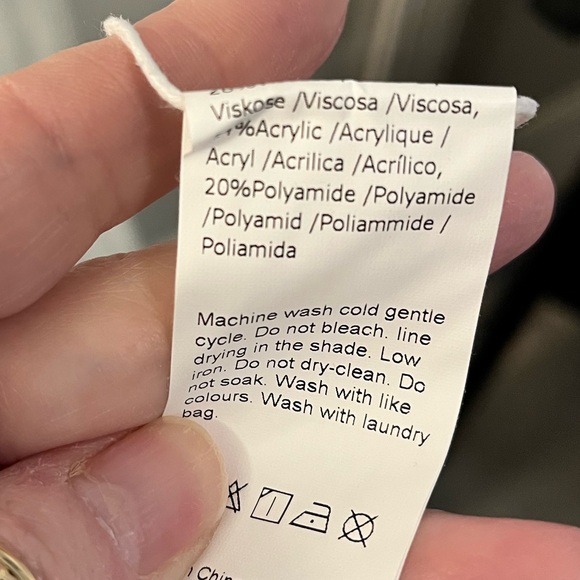 Viskose /Viscosa /Viscosa,
%Acrylic /Acrylique /
Acryl /Acrilica /Acrílico,
20%Polyamide /Polyamide
/Polyamid /Poliammide /
Poliamida
Machine wash cold gentle
cycle. Do not bleach. line
drying in the shade. Low
iron. Do not dry-clean. Do
not soak. Wash with like
colours. Wash with laundry
bag.